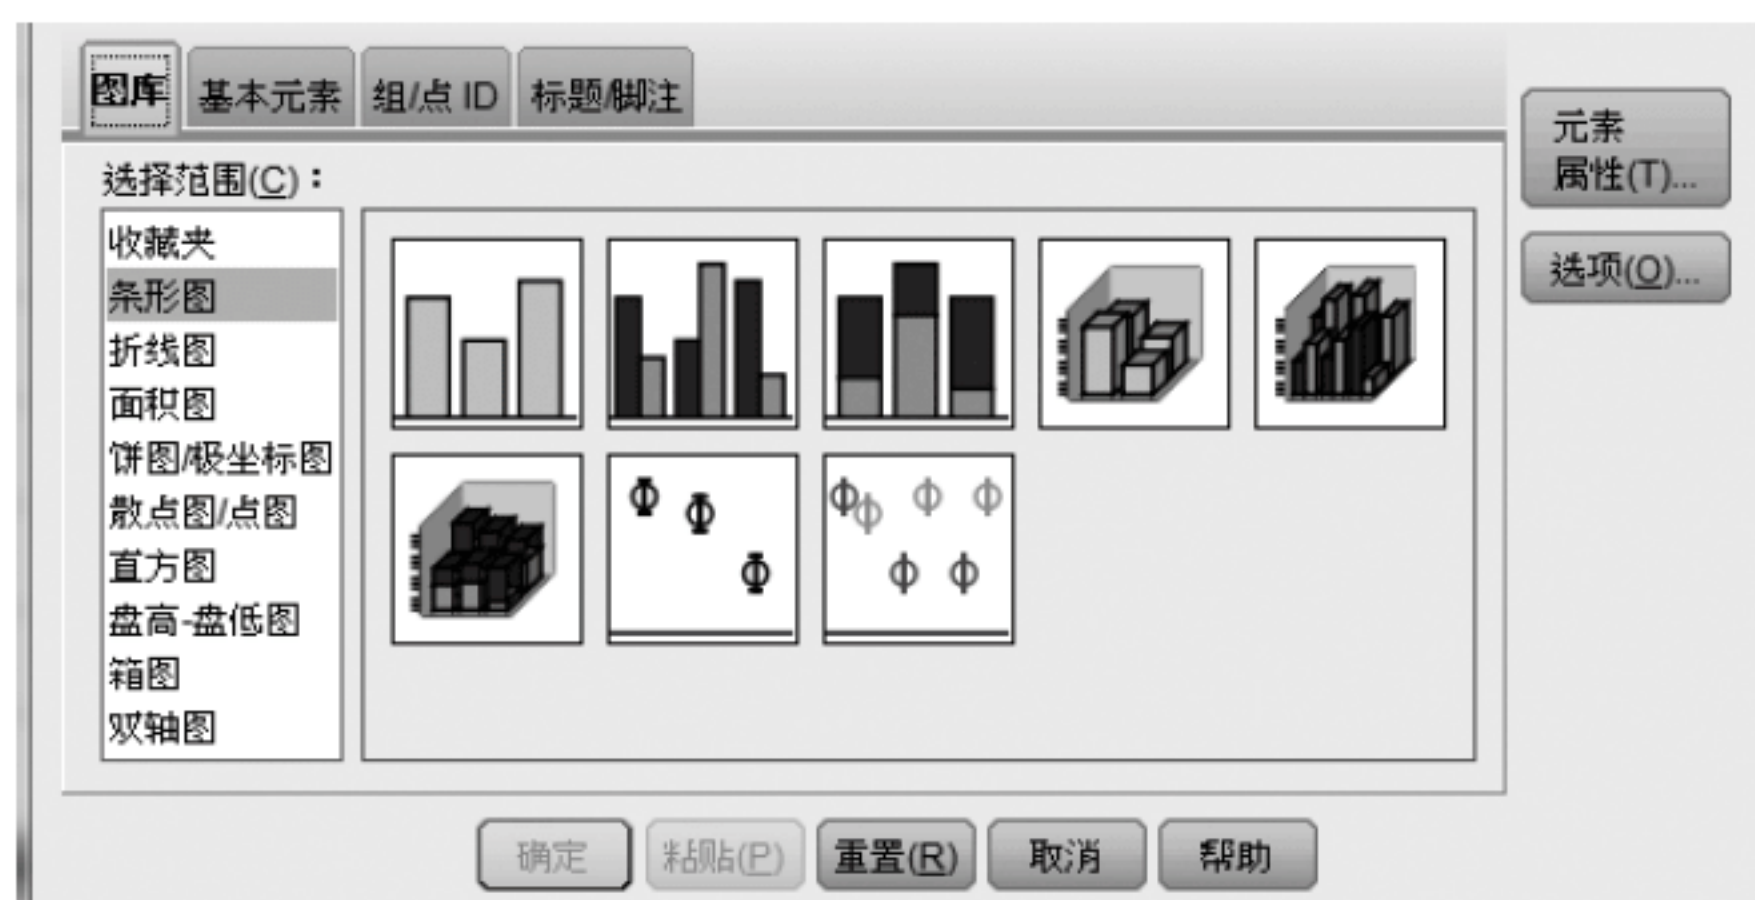 图库 基本元素 组/点 ID 标题/脚注
选择范围(C)：
收藏夹
条形图
折线图
面积图
饼图/极坐标图
散点图/点图
直方图
盘高-盘低图
箱图
双轴图
元素
属性(T)...
选项(O)...
确定 粘贴(P) 重置(R) 取消 帮助